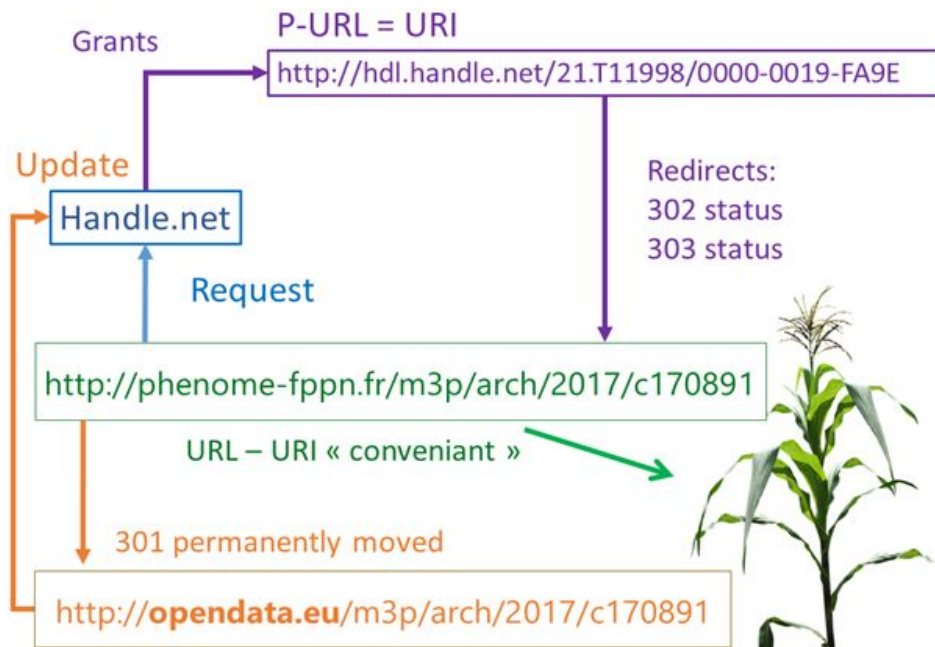 P-URL = URI
Grants
http://hdl.handle.net/21.T11998/0000-0019-FA9E
Update
Handle.net
Redirects:
302 status
303 status
Request
http://phenome-fppn.fr/m3p/arch/2017/c170891
URL – URI « conveniant »
301 permanently moved
http://opendata.eu/m3p/arch/2017/c170891